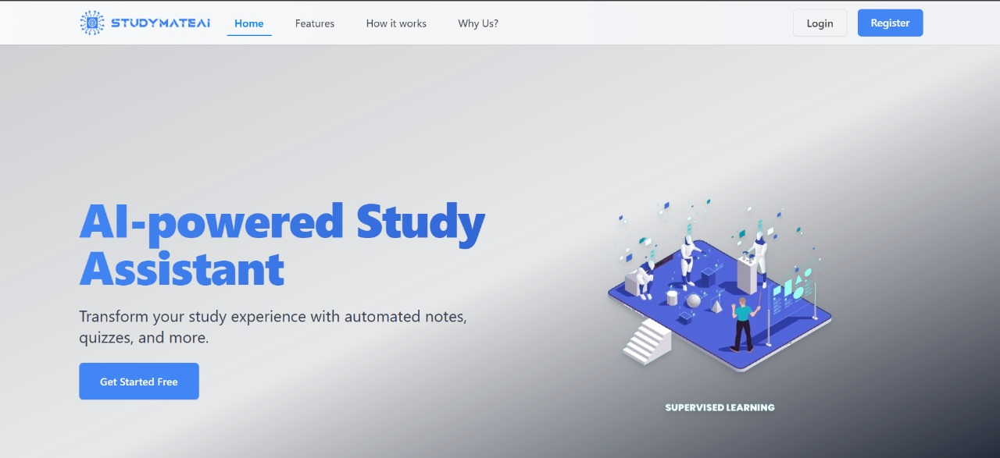 STUDYMATEAI
Home
Features
How it works
Why Us?
Login
Register
AI-powered Study
Assistant
Transform your study experience with automated notes,
quizzes, and more.
Get Started Free
SUPERVISED LEARNING